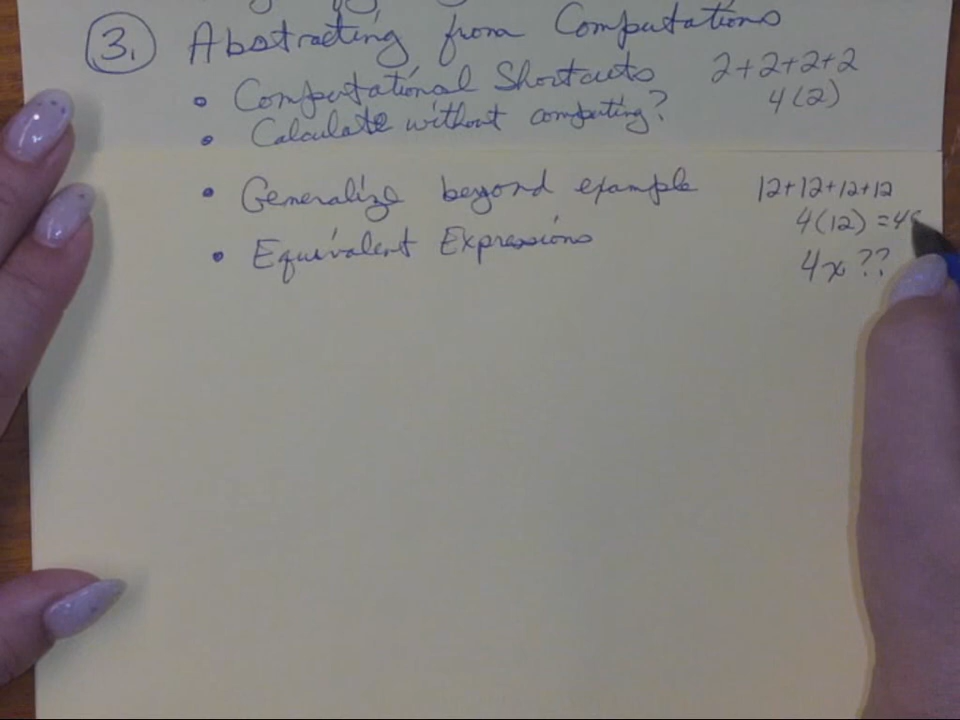 3. Abstracting from Computations
• Computational Shortcuts 2+2+2+2
4(2)
• Calculate without computing?
• Generalize beyond example 12+12+12+12
4(12) = 48
• Equivalent Expressions 4x ??